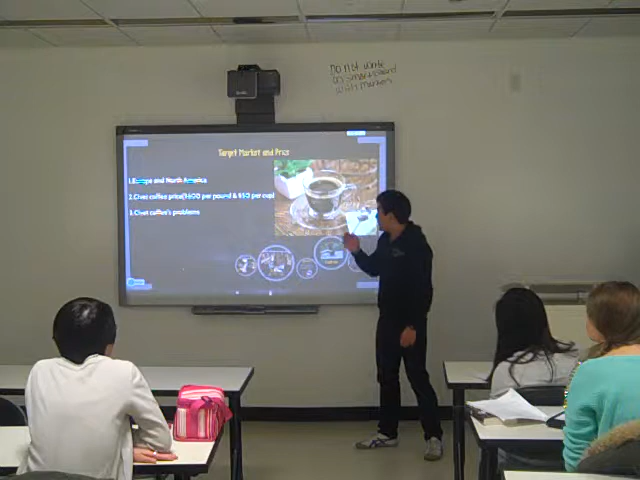 Do not write
on smartboard
with markers
Target Market and Price
1.Europe and North America
2.Civet coffee price($600 per pound & $50 per cup)
3.Civet coffee's problems